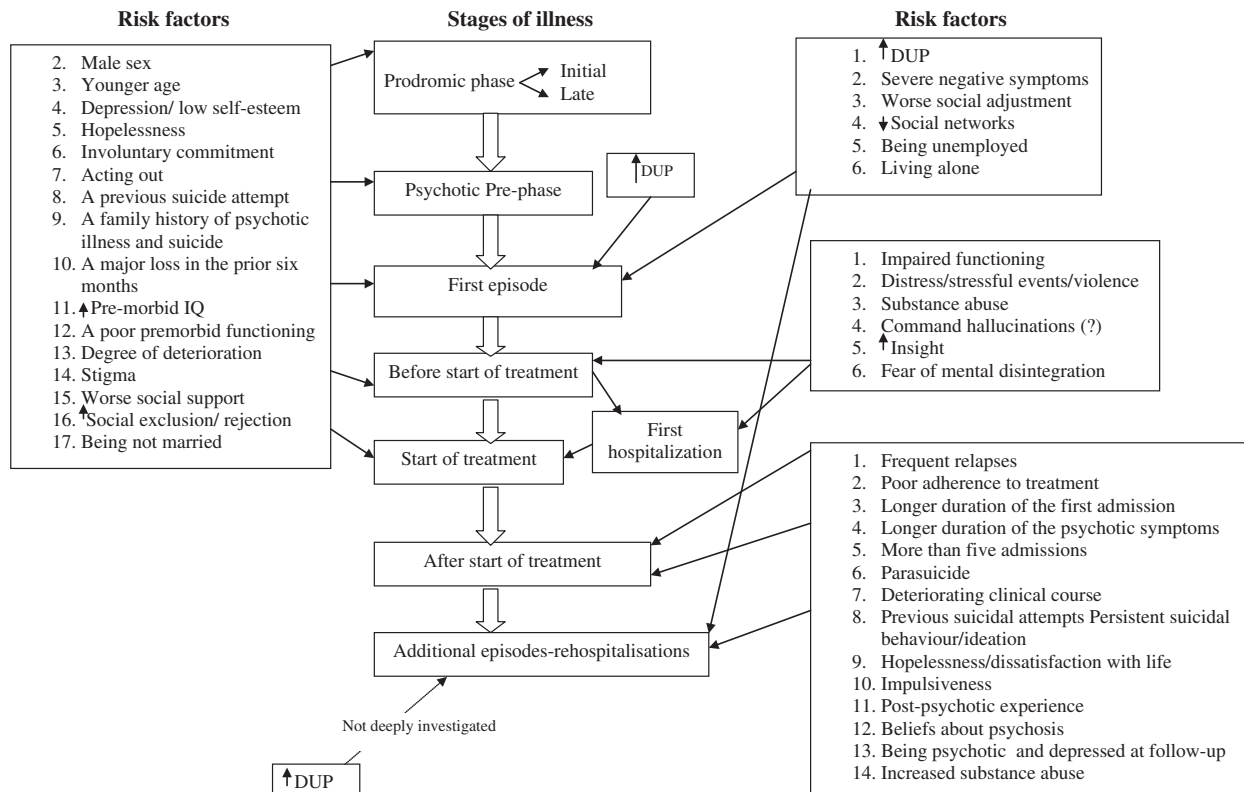 Risk factors
2. Male sex
3. Younger age
4. Depression/ low self-esteem
5. Hopelessness
6. Involuntary commitment
7. Acting out
8. A previous suicide attempt
9. A family history of psychotic
illness and suicide
10. A major loss in the prior six
months
11. ↑Pre-morbid IQ
12. A poor premorbid functioning
13. Degree of deterioration
14. Stigma
15. Worse social support
16. ↑Social exclusion/ rejection
17. Being not married
Stages of illness
Prodromic phase
Initial
Late
Psychotic Pre-phase
↑DUP
First episode
Before start of treatment
First
hospitalization
Start of treatment
After start of treatment
Additional episodes-rehospitalisations
Not deeply investigated
↑DUP
Risk factors
1. ↑DUP
2. Severe negative symptoms
3. Worse social adjustment
4. ↓Social networks
5. Being unemployed
6. Living alone
1. Impaired functioning
2. Distress/stressful events/violence
3. Substance abuse
4. Command hallucinations (?)
5. ↑Insight
6. Fear of mental disintegration
1. Frequent relapses
2. Poor adherence to treatment
3. Longer duration of the first admission
4. Longer duration of the psychotic symptoms
5. More than five admissions
6. Parasuicide
7. Deteriorating clinical course
8. Previous suicidal attempts Persistent suicidal
behaviour/ideation
9. Hopelessness/dissatisfaction with life
10. Impulsiveness
11. Post-psychotic experience
12. Beliefs about psychosis
13. Being psychotic and depressed at follow-up
14. Increased substance abuse